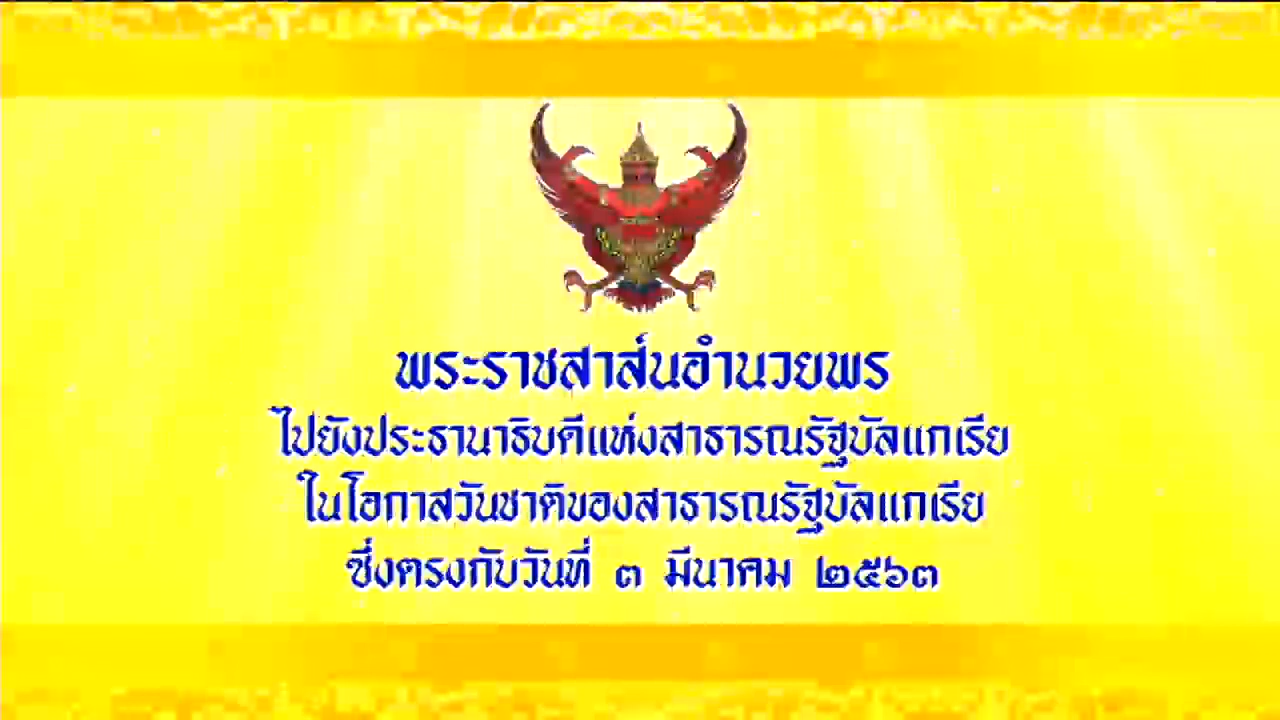 พระราชสาส์นอำนวยพร
ไปยังประธานาธิบดีแห่งสาธารณรัฐบัลแกเรีย
ในโอกาสวันชาติของสาธารณรัฐบัลแกเรีย
ซึ่งตรงกับวันที่ ๓ มีนาคม ๒๕๖๓